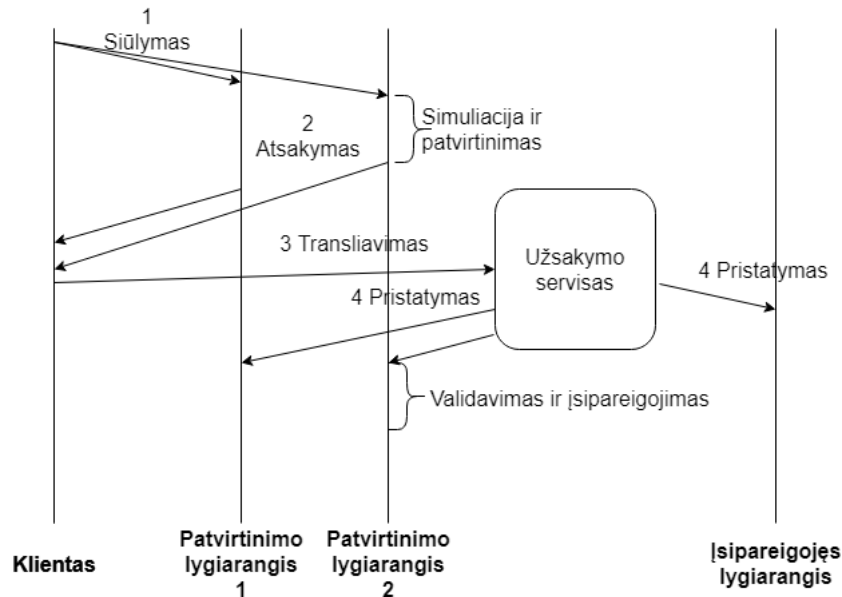 1
Siūlymas
Simuliacija ir
patvirtinimas
2
Atsakymas
3 Transliavimas
Užsakymo
servisas
4 Pristatymas
4 Pristatymas
Validavimas ir įsipareigojimas
Klientas
Patvirtinimo
lygiarangis
1
Patvirtinimo
lygiarangis
2
Įsipareigojęs
lygiarangis